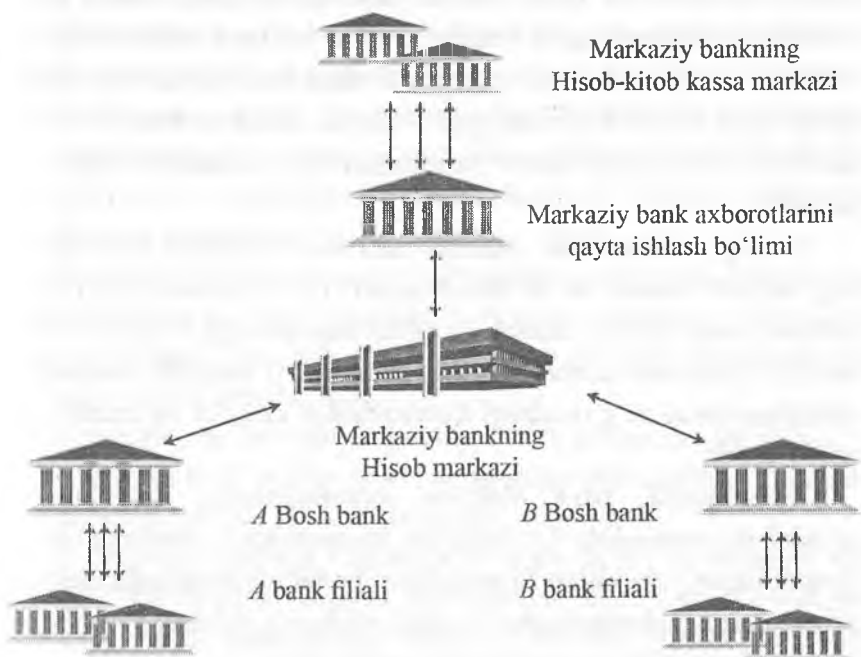 Markaziy bankning
Hisob-kitob kassa markazi
Markaziy bank axborotlarini
qayta ishlash bo‘limi
Markaziy bankning
Hisob markazi
A Bosh bank
B Bosh bank
A bank filiali
B bank filiali